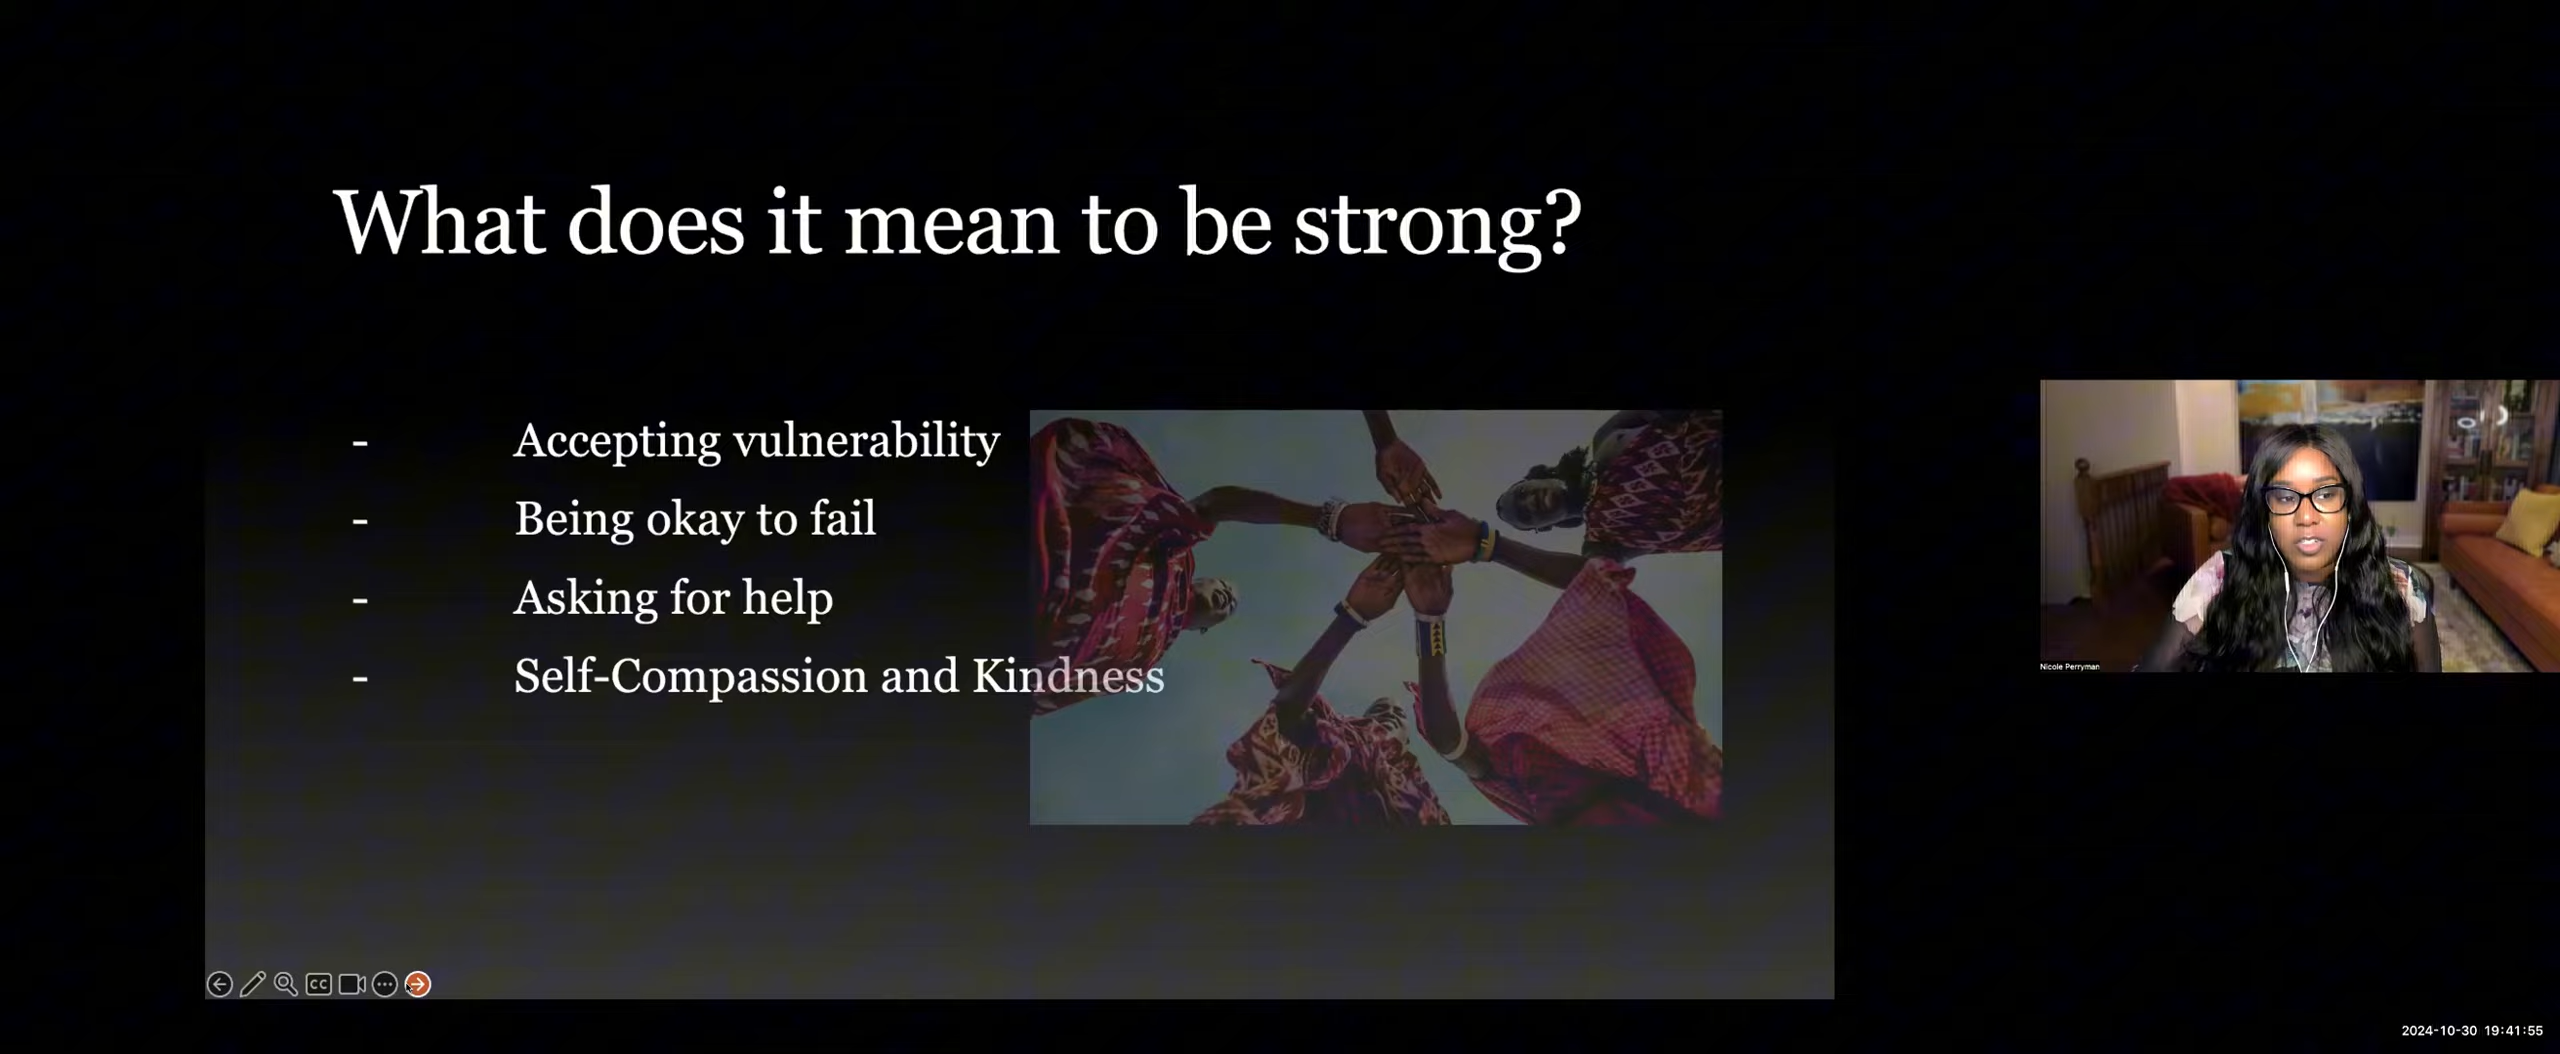 What does it mean to be strong?
- Accepting vulnerability
- Being okay to fail
- Asking for help
- Self-Compassion and Kindness
Nicole Perryman
CC
2024-10-30 19:41:55